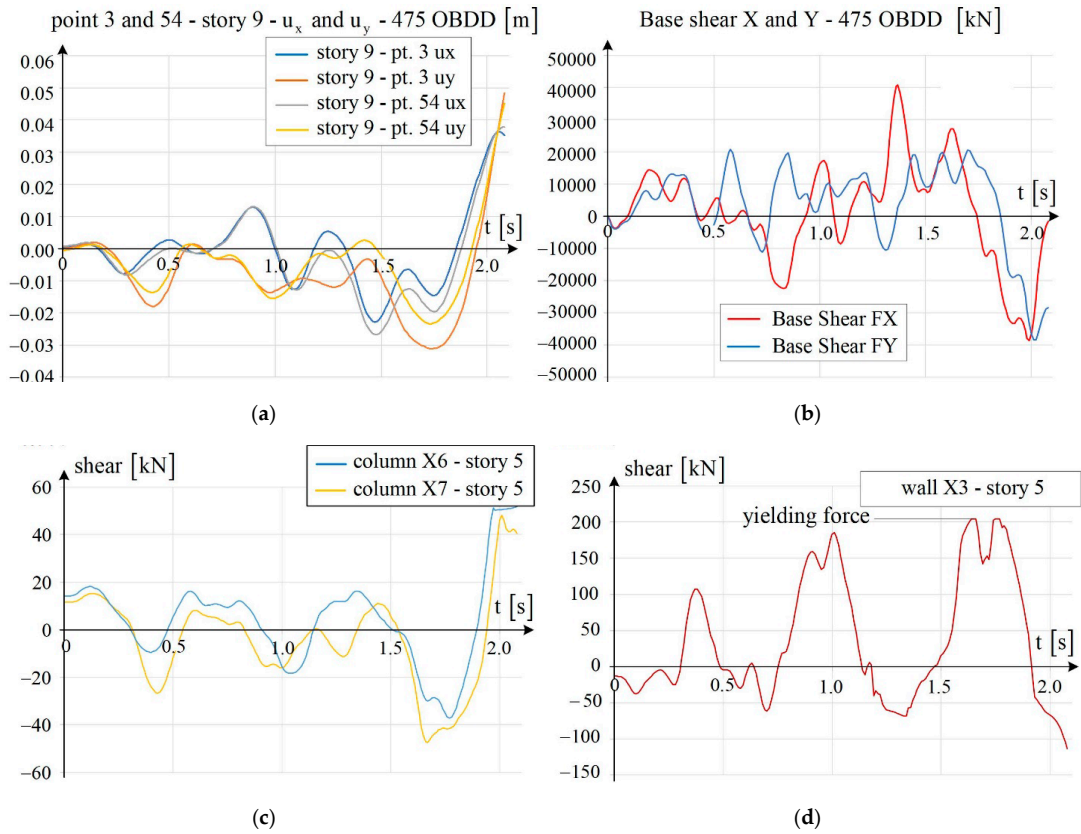 point 3 and 54 - story 9 - ux and uy - 475 OBDD [m]
0.06
0.05
0.04
0.03
0.02
0.01
0.00
−0.01
−0.02
−0.03
−0.04
story 9 - pt. 3 ux
story 9 - pt. 3 uy
story 9 - pt. 54 ux
story 9 - pt. 54 uy
t [s]
0 0.5 1.0 1.5 2.0
(a)
Base shear X and Y - 475 OBDD [kN]
50000
40000
30000
20000
10000
0
−10000
−20000
−30000
−40000
−50000
t [s]
0 0.5 1.0 1.5 2.0
Base Shear FX
Base Shear FY
(b)
shear [kN]
60
40
20
0
−20
−40
−60
column X6 - story 5
column X7 - story 5
t [s]
0 0.5 1.0 1.5 2.0
(c)
shear [kN]
250
200
150
100
50
0
−50
−100
−150
wall X3 - story 5
yielding force
t [s]
0 0.5 1.0 1.5 2.0
(d)